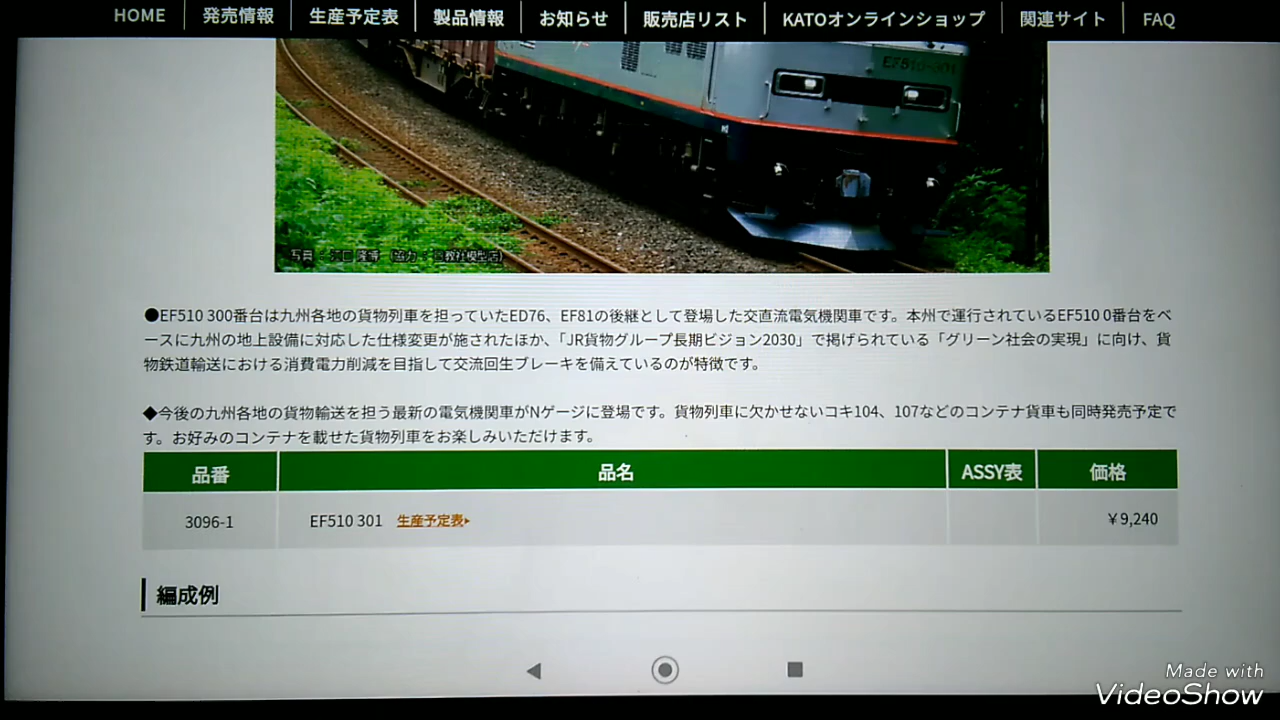 HOME 発売情報 生産予定表 製品情報 お知らせ 販売店リスト KATOオンラインショップ 関連サイト FAQ
●EF510 300番台は九州各地の貨物列車を担っていたED76、EF81の後継として登場した交直流電気機関車です。本州で運行されているEF510 0番台をベ
ースに九州の地上設備に対応した仕様変更が施されたほか、「JR貨物グループ長期ビジョン2030」で掲げられている「グリーン社会の実現」に向け、貨
物鉄道輸送における消費電力削減を目指して交流回生ブレーキを備えているのが特徴です。
◆今後の九州各地の貨物輸送を担う最新の電気機関車がNゲージに登場です。貨物列車に欠かせないコキ104、107などのコンテナ貨車も同時発売予定で
す。お好みのコンテナを載せた貨物列車をお楽しみいただけます。
品番 品名 ASSY表 価格
3096-1 EF510 301 生産予定表▸ ￥9,240
編成例
Made with
VideoShow